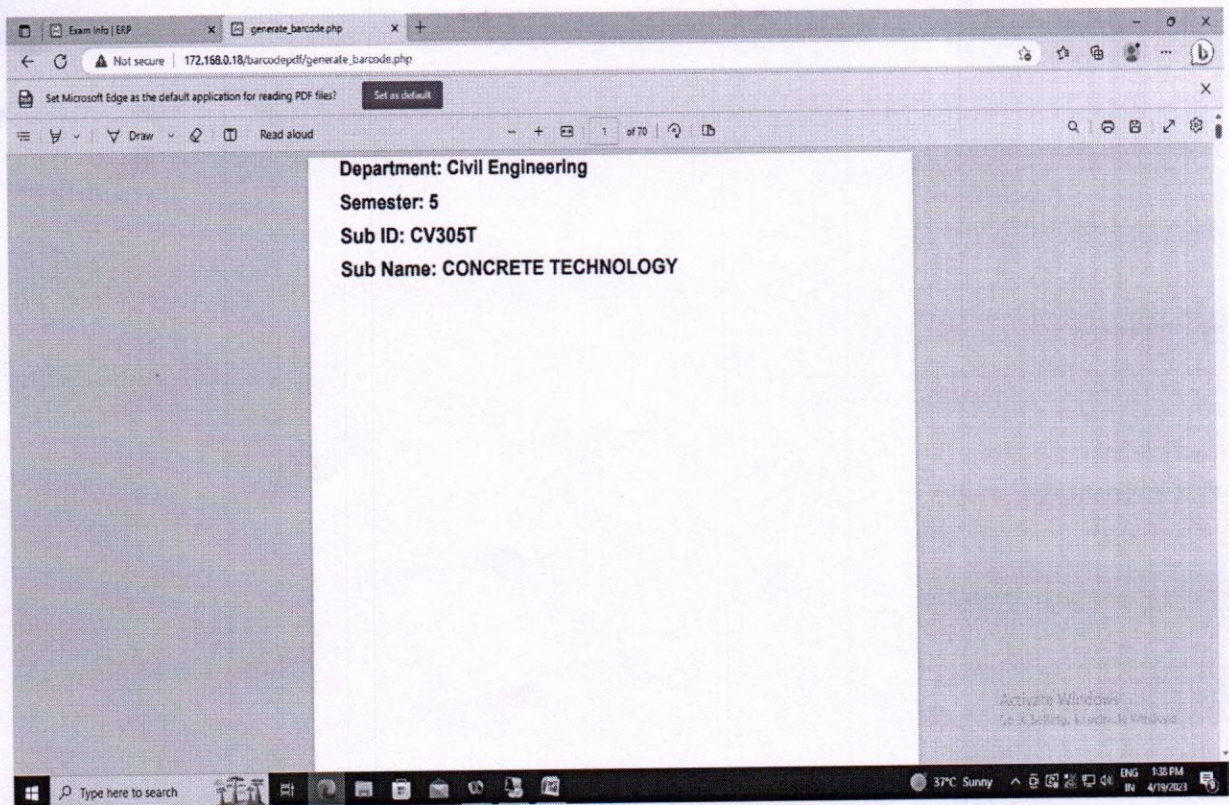 Exam Info | ERP
generate_barcode.php
Not secure | 172.168.0.18/barcodepdf/generate_barcode.php
Set Microsoft Edge as the default application for reading PDF files?
Set as default
Draw
Read aloud
1 of 70
Department: Civil Engineering
Semester: 5
Sub ID: CV305T
Sub Name: CONCRETE TECHNOLOGY
Activate Windows
Type here to search
37°C Sunny
ENG
IN
1:38 PM
4/19/2023